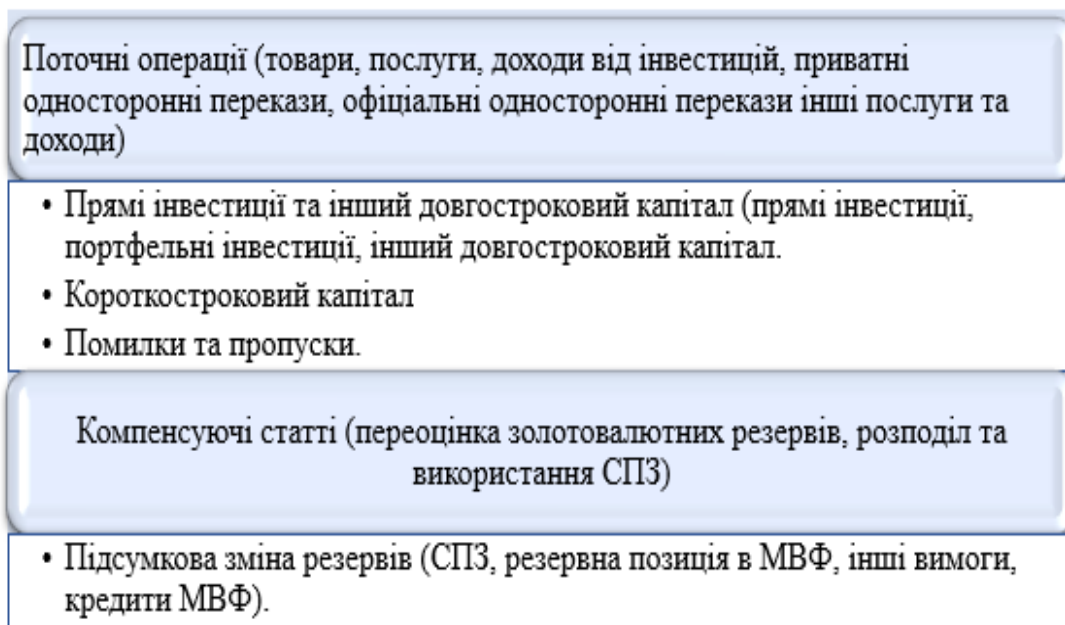 Поточні операції (товари, послуги, доходи від інвестицій, приватні
односторонні перекази, офіціальні односторонні перекази інші послуги та
доходи)
• Прямі інвестиції та інший довгостроковий капітал (прямі інвестиції,
портфельні інвестиції, інший довгостроковий капітал.
• Короткостроковий капітал
• Помилки та пропуски.
Компенсуючі статті (переоцінка золотовалютних резервів, розподіл та
використання СПЗ)
• Підсумкова зміна резервів (СПЗ, резервна позиція в МВФ, інші вимоги,
кредити МВФ).